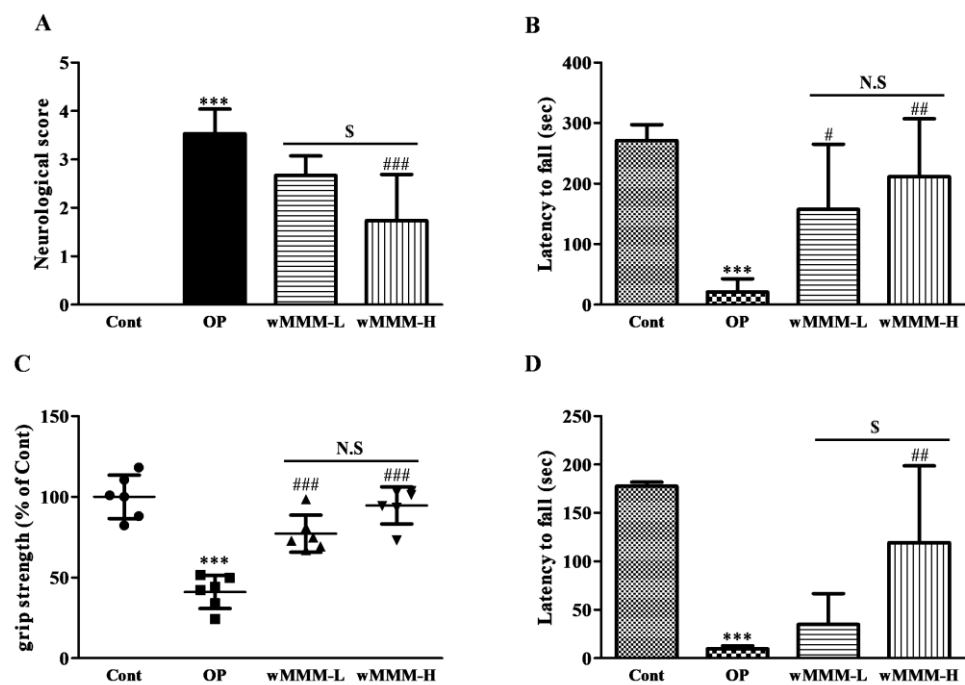 A
Neurological score
5
4
3
2
1
0
***
$
###
Cont OP wMMM-L wMMM-H
B
Latency to fall (sec)
400
300
200
100
0
***
N.S
#
##
Cont OP wMMM-L wMMM-H
C
grip strength (% of Cont)
150
100
50
0
***
N.S
###
###
Cont OP wMMM-L wMMM-H
D
Latency to fall (sec)
250
200
150
100
50
0
***
$
##
Cont OP wMMM-L wMMM-H